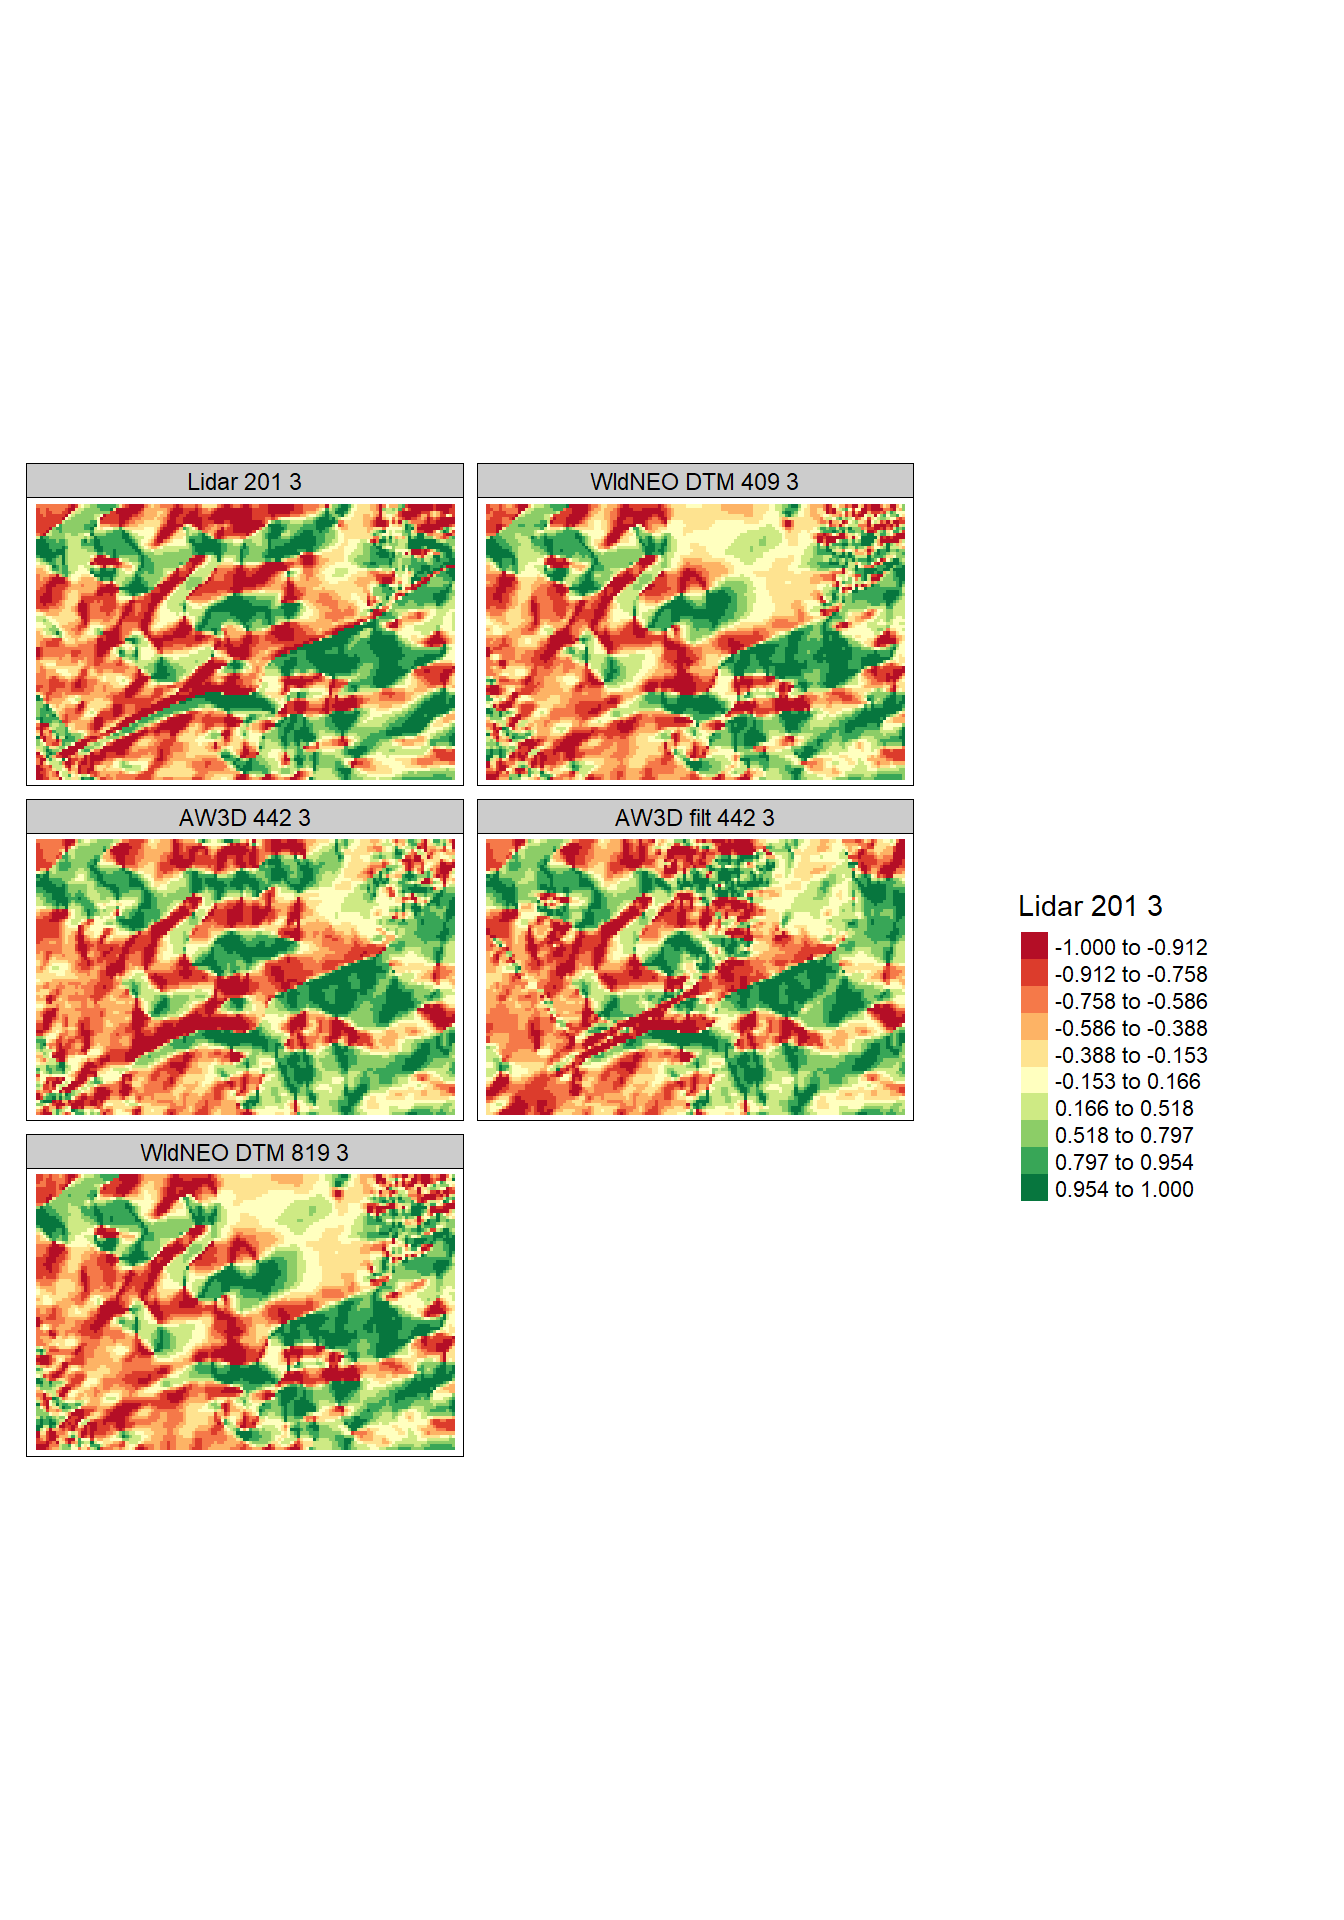 Lidar 201 3
WldNEO DTM 409 3
AW3D 442 3
AW3D filt 442 3
WldNEO DTM 819 3
Lidar 201 3
-1.000 to -0.912
-0.912 to -0.758
-0.758 to -0.586
-0.586 to -0.388
-0.388 to -0.153
-0.153 to 0.166
0.166 to 0.518
0.518 to 0.797
0.797 to 0.954
0.954 to 1.000